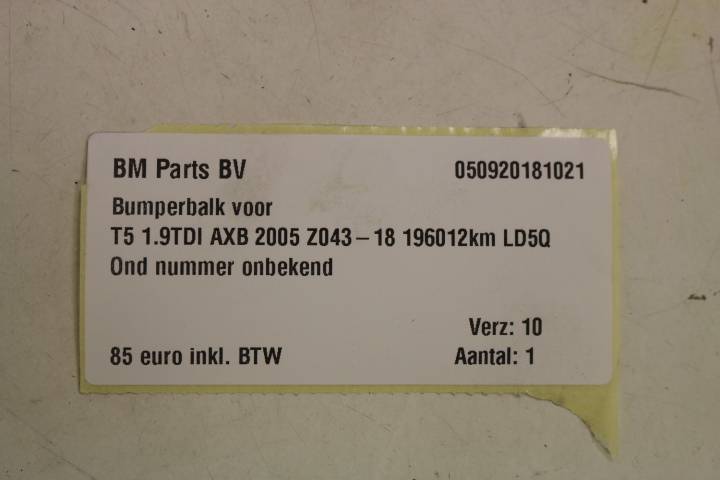 BM Parts BV 050920181021
Bumperbalk voor
T5 1.9TDI AXB 2005 Z043-18 196012km LD5Q
Ond nummer onbekend
Verz: 10
85 euro inkl. BTW Aantal: 1